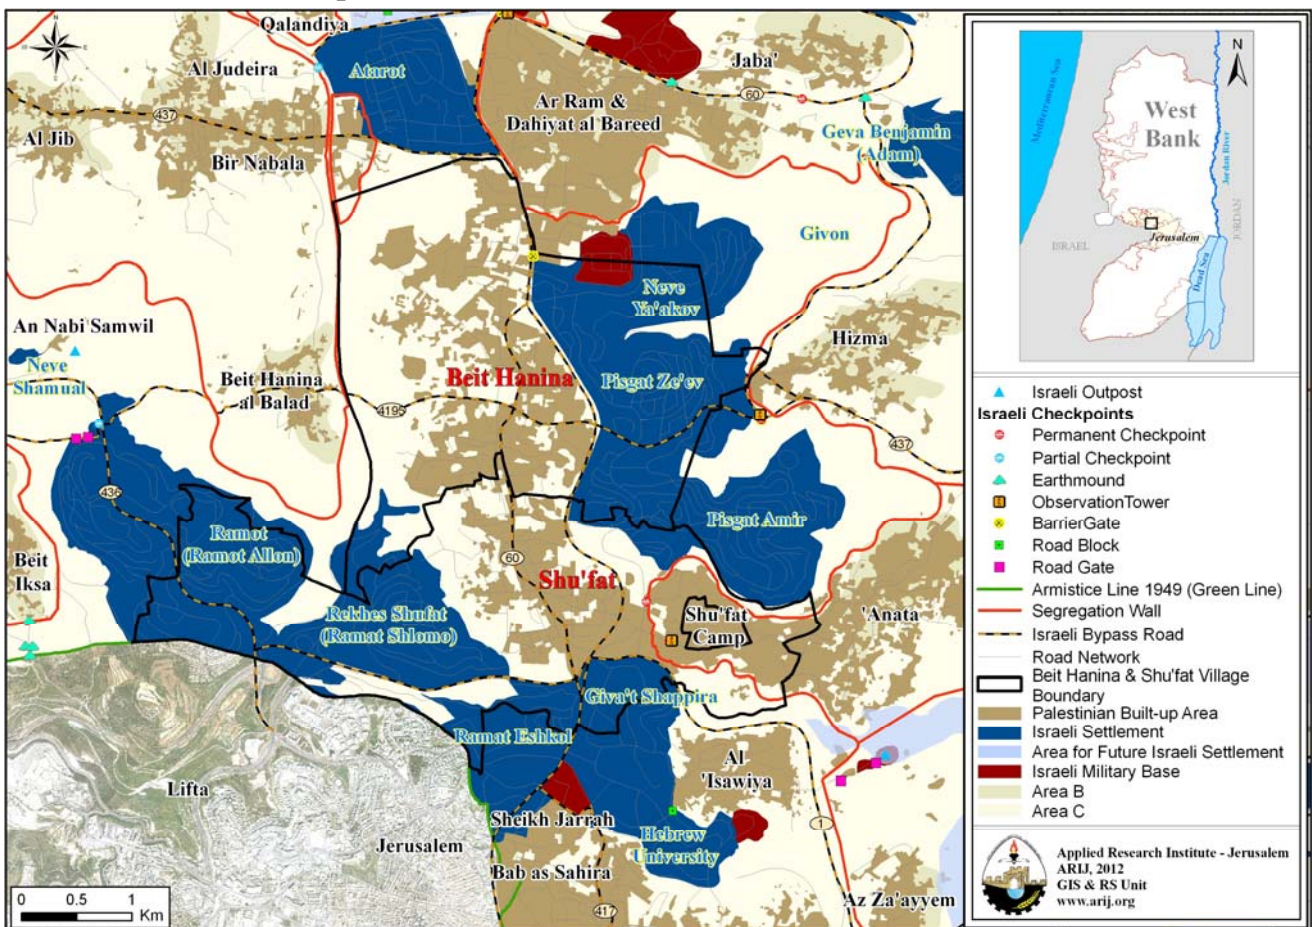 Qalandiya
Al Judeira
Atarot
Jaba'
Ar Ram &
Dahiyat al Bareed
60
437
Al Jib
Bir Nabala
Geva Benjamin
(Adam)
Givon
Neve
Ya'akov
An Nabi Samwil
Neve
Shamual
Hizma
Beit Hanina
al Balad
Beit Hanina
Pisgat Ze'ev
4195
437
436
Pisgat Amir
Ramot
(Ramot Allon)
Beit
Iksa
60
Shu'fat
Rekhes Shufat
(Ramat Shlomo)
Shu'fat
Camp
'Anata
Giva't Shappira
Ramat Eshkol
Al
'Isawiya
Lifta
Sheikh Jarrah
Jerusalem
Hebrew
University
1
Bab as Sahira
417
Az Za'ayyem
0 0.5 1
Km
N
Mediterranean Sea
West
Bank
Jordan River
JORDAN
ISRAEL
Jerusalem
Dead Sea
Israeli Outpost
Israeli Checkpoints
Permanent Checkpoint
Partial Checkpoint
Earthmound
ObservationTower
BarrierGate
Road Block
Road Gate
Armistice Line 1949 (Green Line)
Segregation Wall
Israeli Bypass Road
Road Network
Beit Hanina & Shu'fat Village
Boundary
Palestinian Built-up Area
Israeli Settlement
Area for Future Israeli Settlement
Israeli Military Base
Area B
Area C
Applied Research Institute - Jerusalem
ARIJ, 2012
GIS & RS Unit
www.arij.org